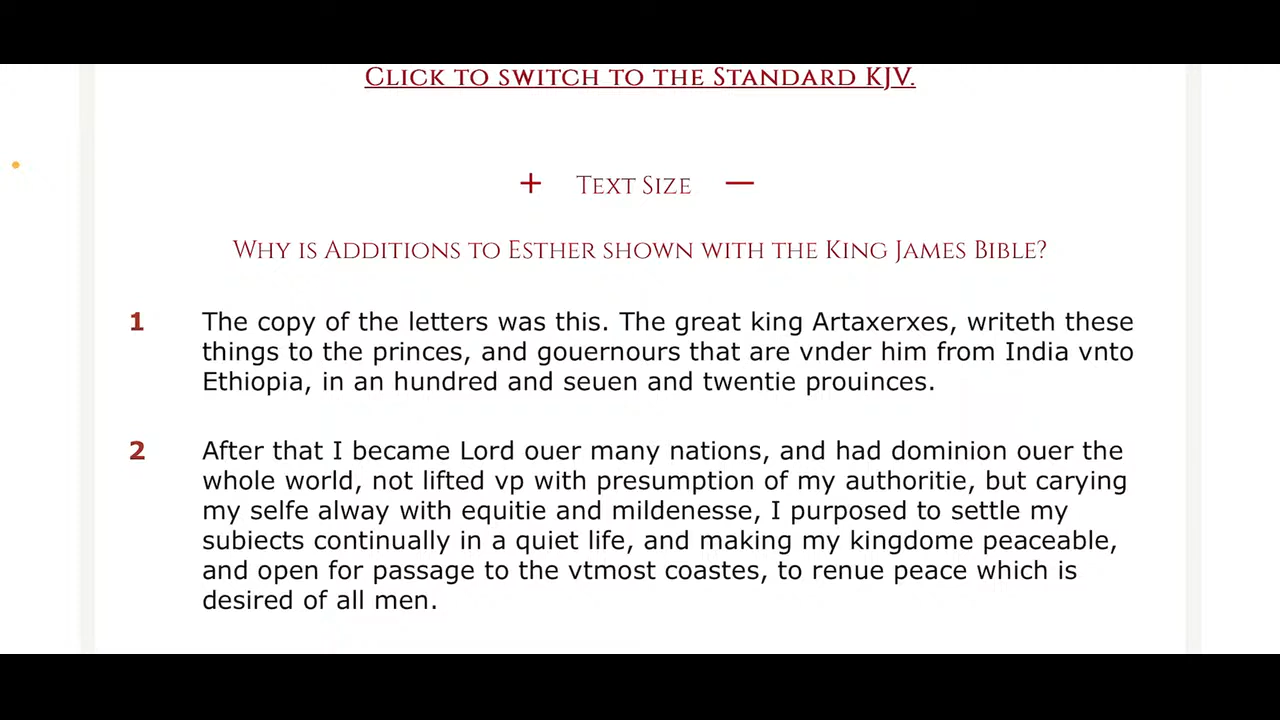 Click to switch to the Standard KJV.
+ Text Size —
Why is Additions to Esther shown with the King James Bible?
1 The copy of the letters was this. The great king Artaxerxes, writeth these
things to the princes, and gouernours that are vnder him from India vnto
Ethiopia, in an hundred and seuen and twentie prouinces.
2 After that I became Lord ouer many nations, and had dominion ouer the
whole world, not lifted vp with presumption of my authoritie, but carying
my selfe alway with equitie and mildenesse, I purposed to settle my
subiects continually in a quiet life, and making my kingdome peaceable,
and open for passage to the vtmost coastes, to renue peace which is
desired of all men.